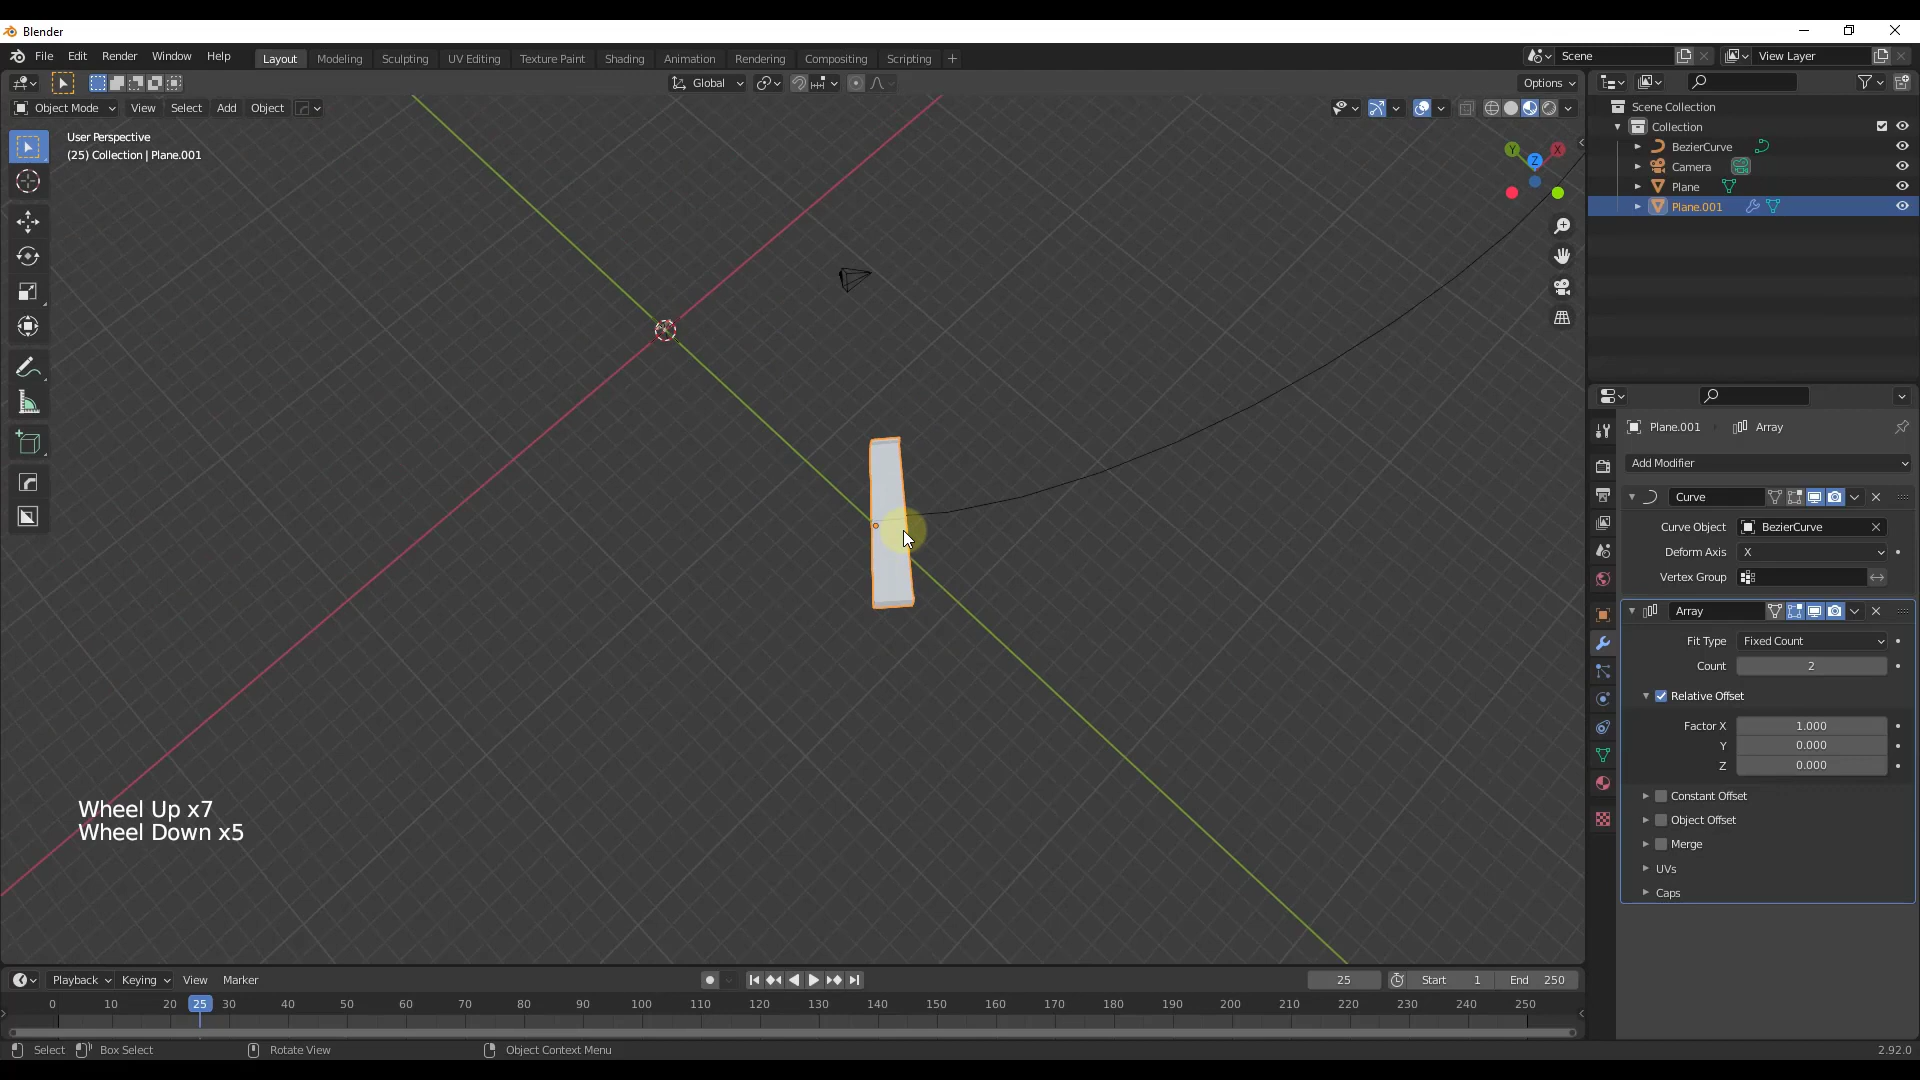 Blender
File Edit Render Window Help Layout Modeling Sculpting UV Editing Texture Paint Shading Animation Rendering Compositing Scripting + Scene View Layer
Global Options
Object Mode View Select Add Object
User Perspective
(25) Collection | Plane.001
Y X Z
Scene Collection
Collection
BezierCurve
Camera
Plane
Plane.001
Plane.001 > Array
Add Modifier
Curve
Curve Object BezierCurve
Deform Axis X
Vertex Group
Array
Fit Type Fixed Count
Count 2
Relative Offset
Factor X 1.000
Y 0.000
Z 0.000
Constant Offset
Object Offset
Merge
UVs
Caps
Wheel Up x7
Wheel Down x5
Playback Keying View Marker 25 Start 1 End 250
0 10 20 25 30 40 50 60 70 80 90 100 110 120 130 140 150 160 170 180 190 200 210 220 230 240 250
Select Box Select Rotate View Object Context Menu 2.92.0